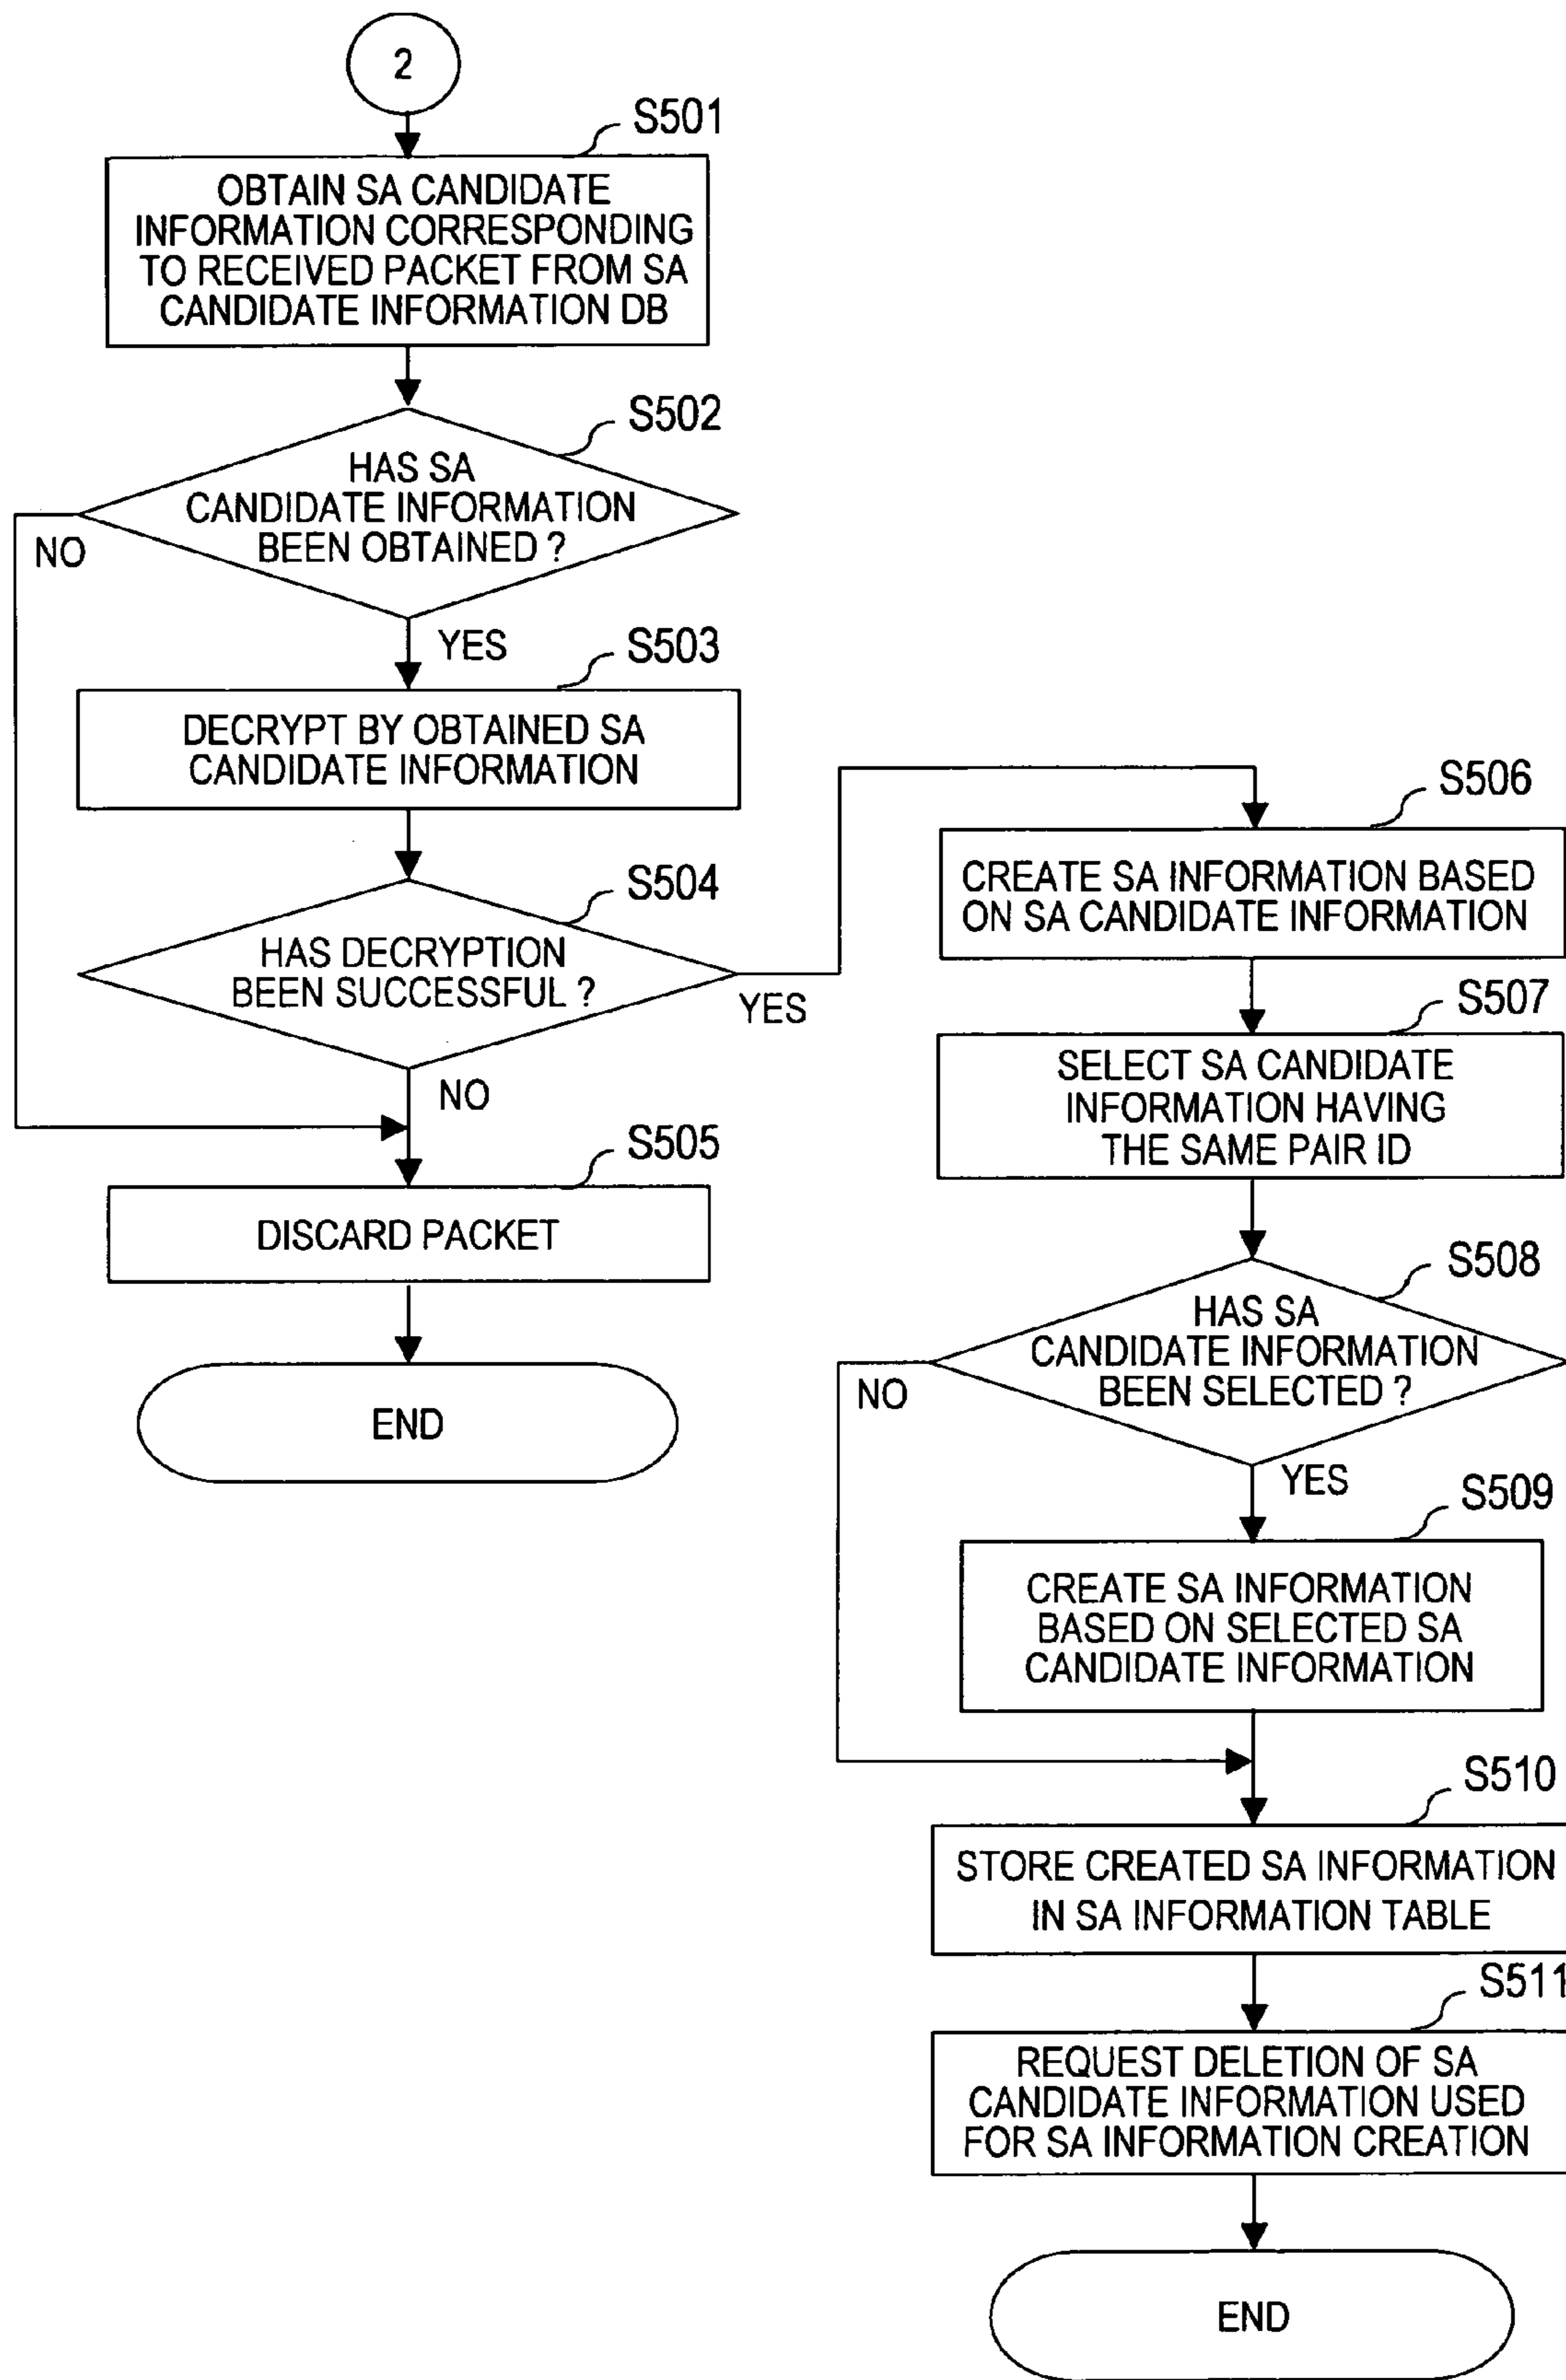 2
S501
OBTAIN SA CANDIDATE
INFORMATION CORRESPONDING
TO RECEIVED PACKET FROM SA
CANDIDATE INFORMATION DB
S502
HAS SA
CANDIDATE INFORMATION
BEEN OBTAINED ?
NO
YES
S503
DECRYPT BY OBTAINED SA
CANDIDATE INFORMATION
S504
HAS DECRYPTION
BEEN SUCCESSFUL ?
YES
NO
S505
DISCARD PACKET
END
S506
CREATE SA INFORMATION BASED
ON SA CANDIDATE INFORMATION
S507
SELECT SA CANDIDATE
INFORMATION HAVING
THE SAME PAIR ID
S508
HAS SA
CANDIDATE INFORMATION
BEEN SELECTED ?
NO
YES
S509
CREATE SA INFORMATION
BASED ON SELECTED SA
CANDIDATE INFORMATION
S510
STORE CREATED SA INFORMATION
IN SA INFORMATION TABLE
S511
REQUEST DELETION OF SA
CANDIDATE INFORMATION USED
FOR SA INFORMATION CREATION
END